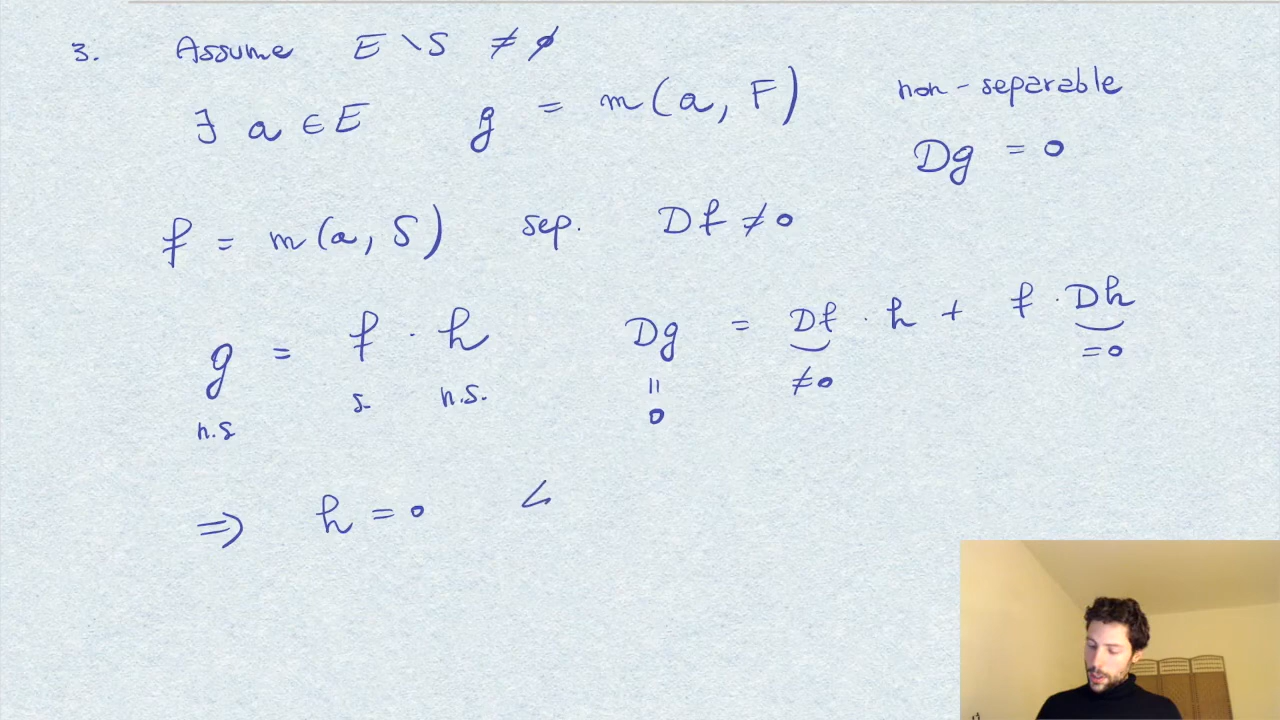 3. Assume E \ S ≠ ∅
∃ a ∈ E g = m(a, F) non-separable
Dg = 0
f = m(a, S) sep. Df ≠ 0
g = f · h Dg = Df · h + f · Dh
n.s s. n.s. = 0 ≠0 =0
⇒ h = 0